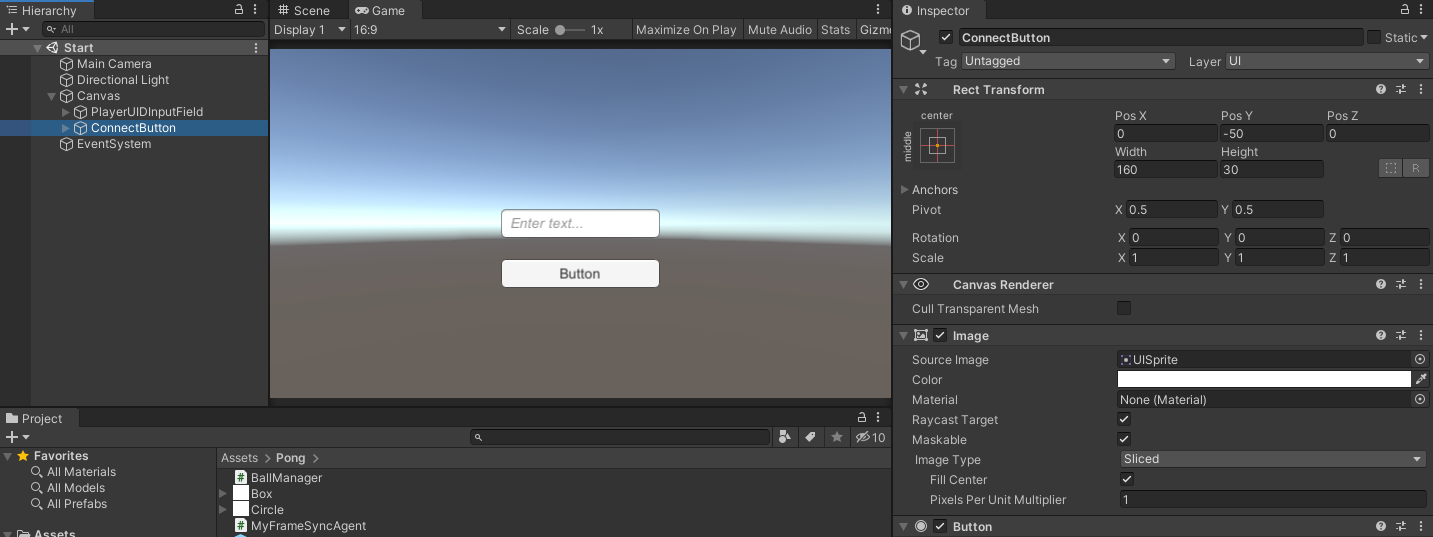 Hierarchy
All
Start
Main Camera
Directional Light
Canvas
PlayerUIDInputField
ConnectButton
EventSystem
Scene
Game
Display 1
16:9
Scale
1x
Maximize On Play
Mute Audio
Stats
Gizmo
Enter text...
Button
Project
10
Favorites
All Materials
All Models
All Prefabs
Assets
Assets
Pong
BallManager
Box
Circle
MyFrameSyncAgent
Inspector
ConnectButton
Static
Tag
Untagged
Layer
UI
Rect Transform
center
middle
Pos X
Pos Y
Pos Z
0
-50
0
Width
Height
160
30
R
Anchors
Pivot
X 0.5
Y 0.5
Rotation
X 0
Y 0
Z 0
Scale
X 1
Y 1
Z 1
Canvas Renderer
Cull Transparent Mesh
Image
Source Image
UISprite
Color
Material
None (Material)
Raycast Target
Maskable
Image Type
Sliced
Fill Center
Pixels Per Unit Multiplier
1
Button